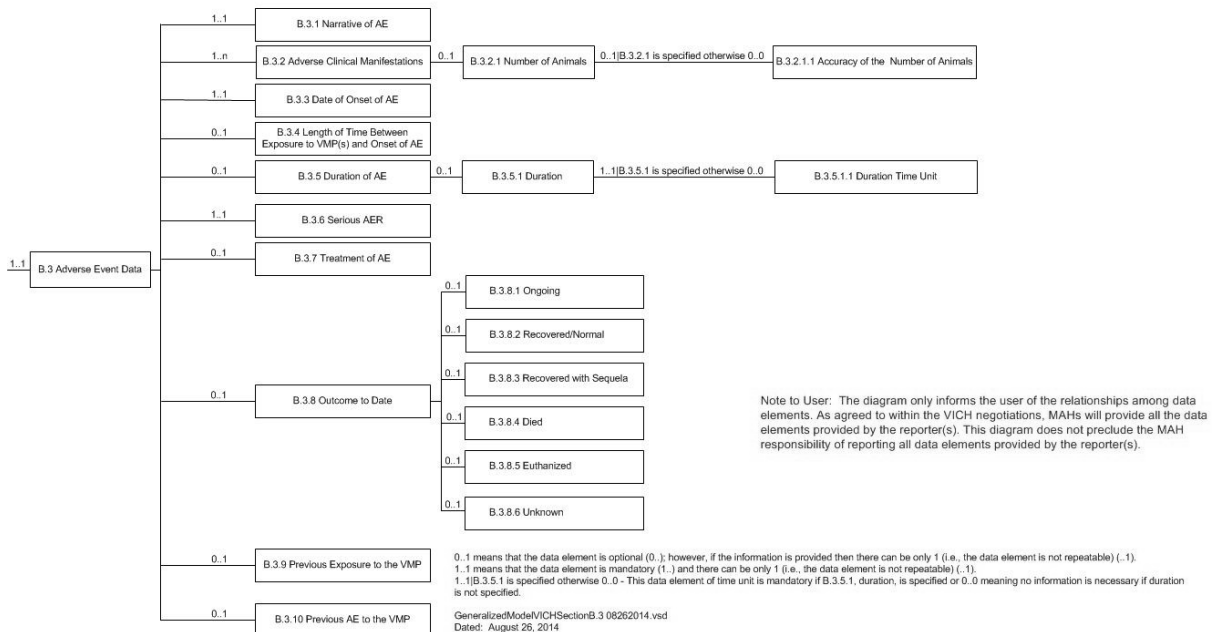 1..1
B.3.1 Narrative of AE
1..n
B.3.2 Adverse Clinical Manifestations
0..1
B.3.2.1 Number of Animals
0..1|B.3.2.1 is specified otherwise 0..0
B.3.2.1.1 Accuracy of the Number of Animals
1..1
B.3.3 Date of Onset of AE
0..1
B.3.4 Length of Time Between
Exposure to VMP(s) and Onset of AE
0..1
B.3.5 Duration of AE
0..1
B.3.5.1 Duration
1..1|B.3.5.1 is specified otherwise 0..0
B.3.5.1.1 Duration Time Unit
1..1
B.3.6 Serious AER
0..1
B.3.7 Treatment of AE
1..1
B.3 Adverse Event Data
0..1
B.3.8.1 Ongoing
0..1
B.3.8.2 Recovered/Normal
0..1
B.3.8.3 Recovered with Sequela
0..1
B.3.8 Outcome to Date
0..1
B.3.8.4 Died
0..1
B.3.8.5 Euthanized
0..1
B.3.8.6 Unknown
Note to User: The diagram only informs the user of the relationships among data
elements. As agreed to within the VICH negotiations, MAHs will provide all the data
elements provided by the reporter(s). This diagram does not preclude the MAH
responsibility of reporting all data elements provided by the reporter(s).
0..1
B.3.9 Previous Exposure to the VMP
0..1 means that the data element is optional (0..); however, if the information is provided then there can be only 1 (i.e., the data element is not repeatable) (..1).
1..1 means that the data element is mandatory (1..) and there can be only 1 (i.e., the data element is not repeatable) (..1).
1..1|B.3.5.1 is specified otherwise 0..0 - This data element of time unit is mandatory if B.3.5.1, duration, is specified or 0..0 meaning no information is necessary if duration
is not specified.
0..1
B.3.10 Previous AE to the VMP
GeneralizedModelVICHSectionB.3 08262014.vsd
Dated: August 26, 2014